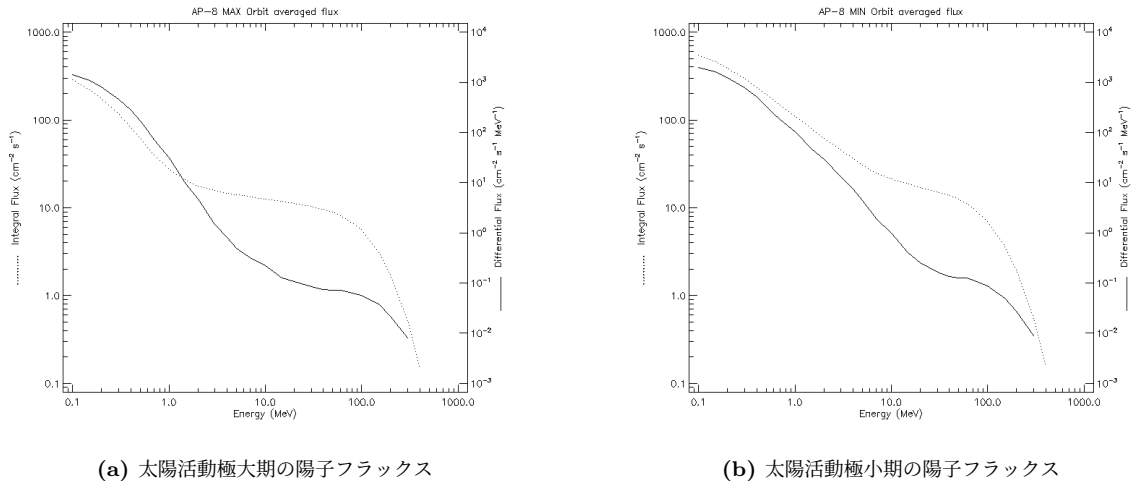 AP−8 MAX Orbit averaged flux
1000.0
100.0
10.0
1.0
0.1
Integral Flux (cm⁻² s⁻¹)
10⁴
10³
10²
10¹
10⁰
10⁻¹
10⁻²
10⁻³
Differential Flux (cm⁻² s⁻¹ MeV⁻¹)
0.1 1.0 10.0 100.0 1000.0
Energy (MeV)
(a) 太陽活動極大期の陽子フラックス
AP−8 MIN Orbit averaged flux
1000.0
100.0
10.0
1.0
0.1
Integral Flux (cm⁻² s⁻¹)
10⁴
10³
10²
10¹
10⁰
10⁻¹
10⁻²
10⁻³
Differential Flux (cm⁻² s⁻¹ MeV⁻¹)
0.1 1.0 10.0 100.0 1000.0
Energy (MeV)
(b) 太陽活動極小期の陽子フラックス